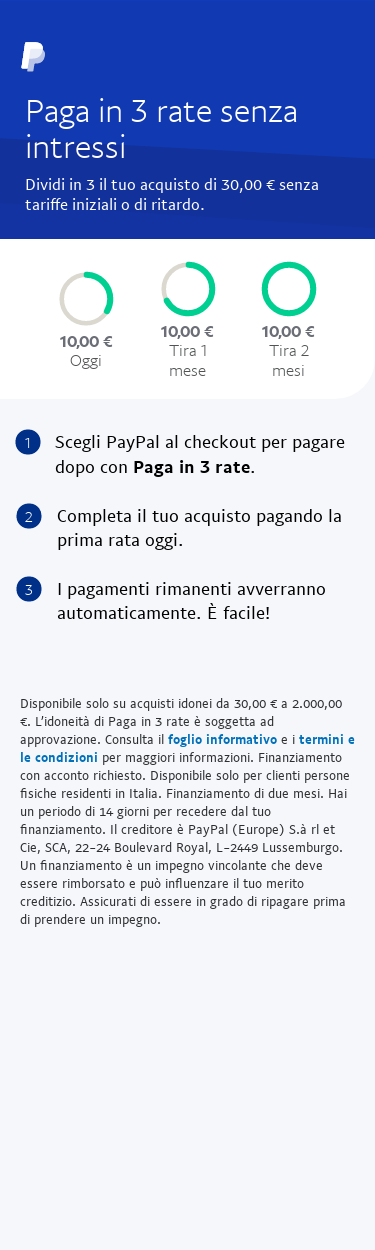 Paga in 3 rate senza
intressi
Dividi in 3 il tuo acquisto di 30,00 € senza
tariffe iniziali o di ritardo.
10,00 €
Oggi
10,00 €
Tira 1
mese
10,00 €
Tira 2
mesi
1 Scegli PayPal al checkout per pagare
dopo con Paga in 3 rate.
2 Completa il tuo acquisto pagando la
prima rata oggi.
3 I pagamenti rimanenti avverranno
automaticamente. È facile!
Disponibile solo su acquisti idonei da 30,00 € a 2.000,00
€. L'idoneità di Paga in 3 rate è soggetta ad
approvazione. Consulta il foglio informativo e i termini e
le condizioni per maggiori informazioni. Finanziamento
con acconto richiesto. Disponibile solo per clienti persone
fisiche residenti in Italia. Finanziamento di due mesi. Hai
un periodo di 14 giorni per recedere dal tuo
finanziamento. Il creditore è PayPal (Europe) S.à rl et
Cie, SCA, 22-24 Boulevard Royal, L-2449 Lussemburgo.
Un finanziamento è un impegno vincolante che deve
essere rimborsato e può influenzare il tuo merito
creditizio. Assicurati di essere in grado di ripagare prima
di prendere un impegno.